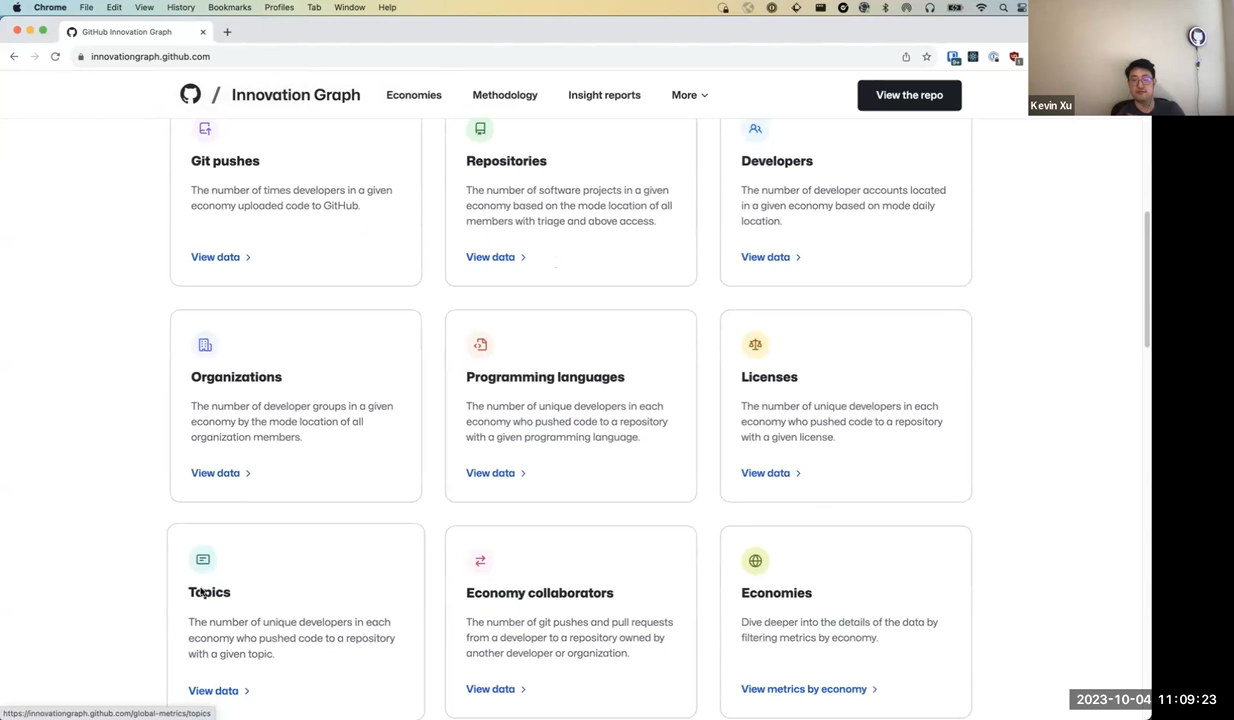 Chrome File Edit View History Bookmarks Profiles Tab Window Help
GitHub Innovation Graph
innovationgraph.github.com
/ Innovation Graph Economies Methodology Insight reports More View the repo
Kevin Xu
Git pushes
The number of times developers in a given
economy uploaded code to GitHub.
View data
Repositories
The number of software projects in a given
economy based on the mode location of all
members with triage and above access.
View data
Developers
The number of developer accounts located
in a given economy based on mode daily
location.
View data
Organizations
The number of developer groups in a given
economy by the mode location of all
organization members.
View data
Programming languages
The number of unique developers in each
economy who pushed code to a repository
with a given programming language.
View data
Licenses
The number of unique developers in each
economy who pushed code to a repository
with a given license.
View data
Topics
The number of unique developers in each
economy who pushed code to a repository
with a given topic.
View data
Economy collaborators
The number of git pushes and pull requests
from a developer to a repository owned by
another developer or organization.
View data
Economies
Dive deeper into the details of the data by
filtering metrics by economy.
View metrics by economy
https://innovationgraph.github.com/global-metrics/topics
2023-10-04 11:09:23